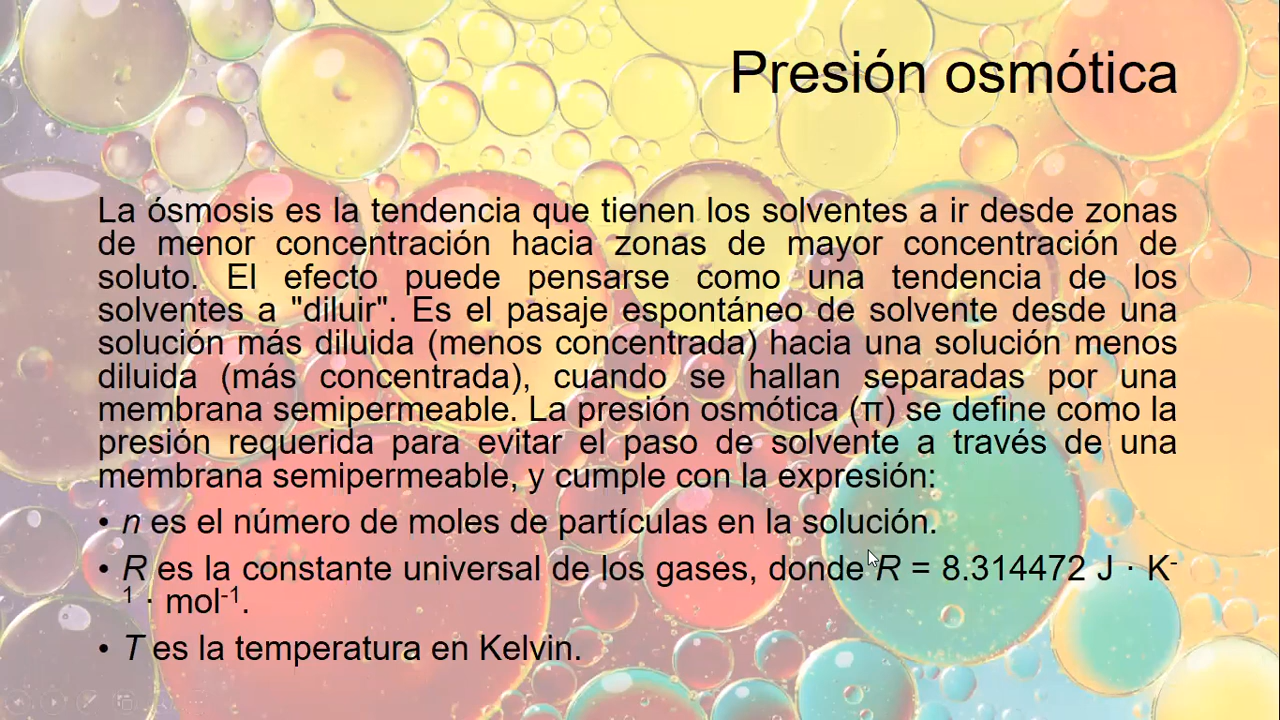 Presión osmótica
La ósmosis es la tendencia que tienen los solventes a ir desde zonas
de menor concentración hacia zonas de mayor concentración de
soluto. El efecto puede pensarse como una tendencia de los
solventes a "diluir". Es el pasaje espontáneo de solvente desde una
solución más diluida (menos concentrada) hacia una solución menos
diluida (más concentrada), cuando se hallan separadas por una
membrana semipermeable. La presión osmótica (π) se define como la
presión requerida para evitar el paso de solvente a través de una
membrana semipermeable, y cumple con la expresión:
• n es el número de moles de partículas en la solución.
• R es la constante universal de los gases, donde R = 8.314472 J · K⁻
¹ · mol⁻¹.
• T es la temperatura en Kelvin.